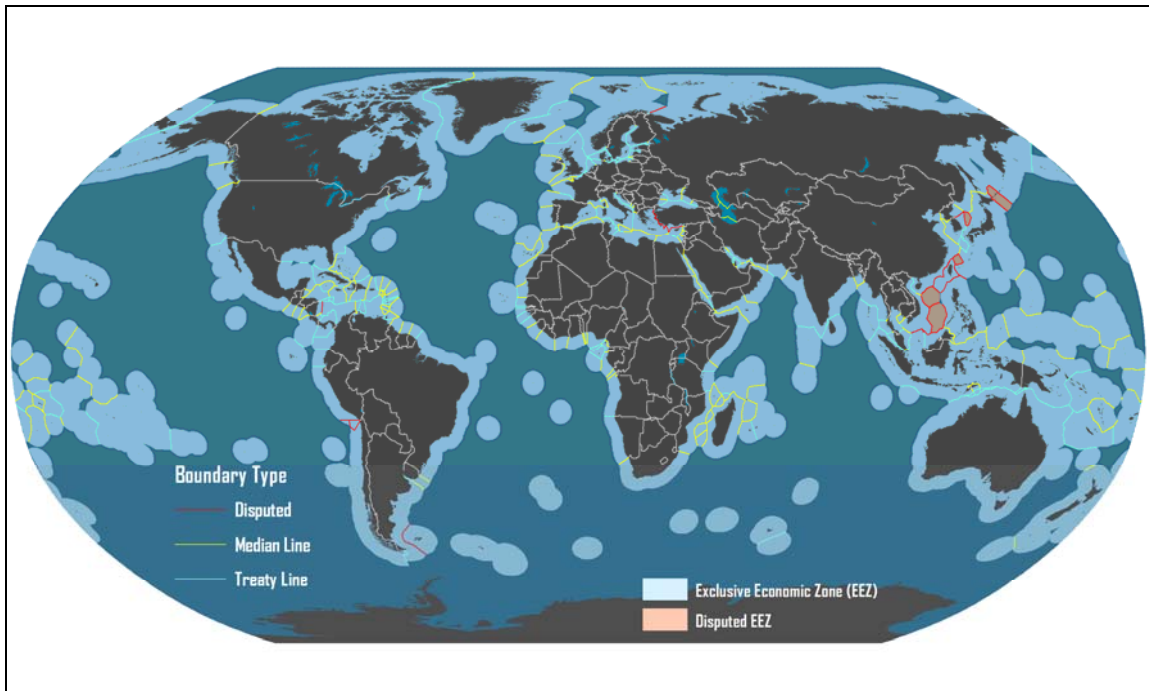 Boundary Type
Disputed
Median Line
Treaty Line
Exclusive Economic Zone (EEZ)
Disputed EEZ